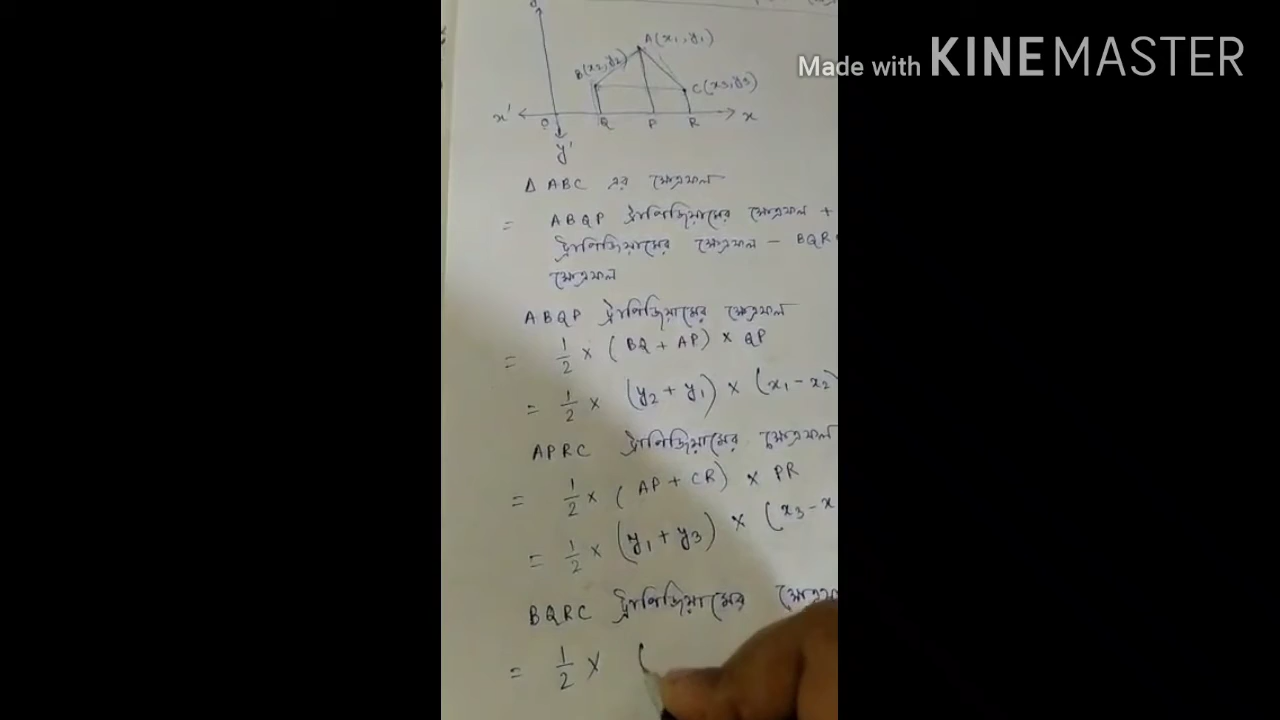 Made with KINEMASTER
A(x₁, y₁)
B(x₂, y₂)
C(x₃, y₃)
x' O Q P R x
y'
Δ ABC এর ক্ষেত্রফল
= ABQP ট্রাপিজিয়ামের ক্ষেত্রফল +
ট্রাপিজিয়ামের ক্ষেত্রফল – BQR
ক্ষেত্রফল
ABQP ট্রাপিজিয়ামের ক্ষেত্রফল
= 1/2 × (BQ + AP) × QP
= 1/2 × (y₂ + y₁) × (x₁ – x₂)
APRC ট্রাপিজিয়ামের ক্ষেত্রফল
= 1/2 × (AP + CR) × PR
= 1/2 × (y₁ + y₃) × (x₃ – x
BQRC ট্রাপিজিয়ামের
= 1/2 × (